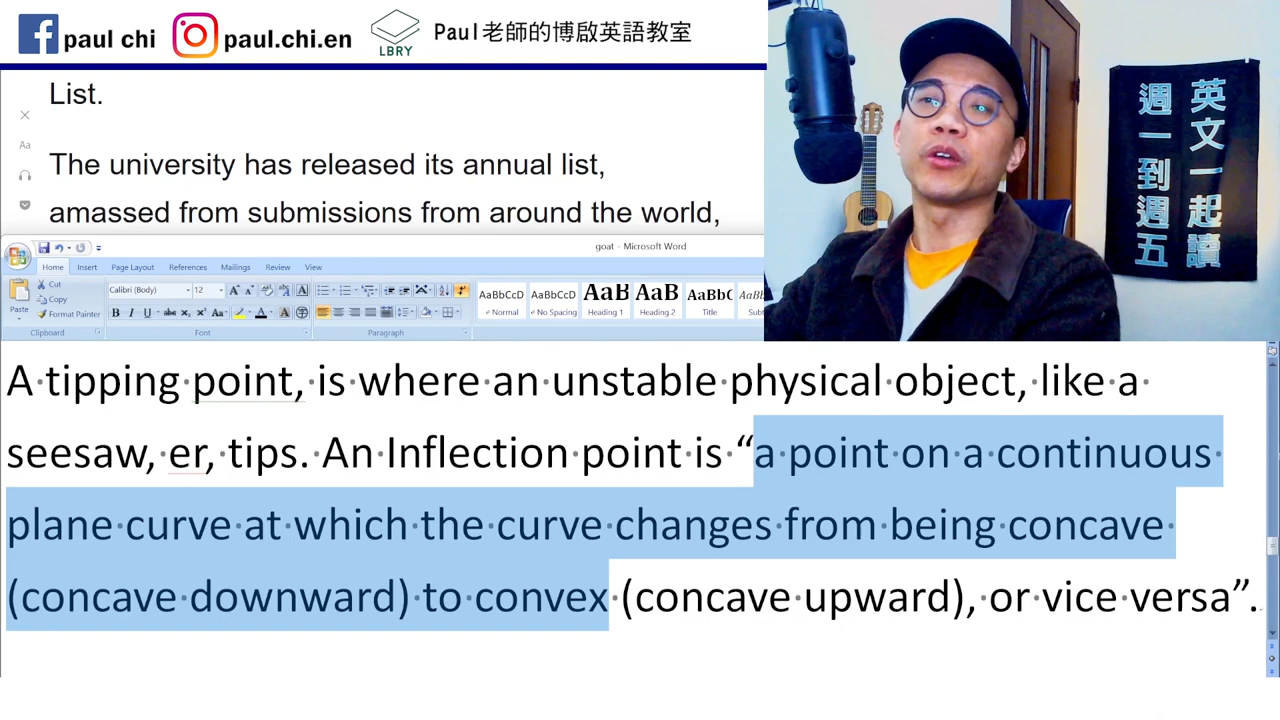 paul chi
paul.chi.en
LBRY
Paul老師的博啟英語教室
List.
Aa
The university has released its annual list,
amassed from submissions from around the world,
goat - Microsoft Word
Home Insert Page Layout References Mailings Review View
Paste
Cut
Copy
Format Painter
Clipboard
Calibri (Body) 12
Font
Paragraph
AaBbCcD AaBbCcD AaB AaB AaBbC AaBb
Normal No Spacing Heading 1 Heading 2 Title Subt
英文一起讀
週一到週五
A tipping point, is where an unstable physical object, like a
seesaw, er, tips. An Inflection point is “a point on a continuous
plane curve at which the curve changes from being concave
(concave downward) to convex (concave upward), or vice versa”.